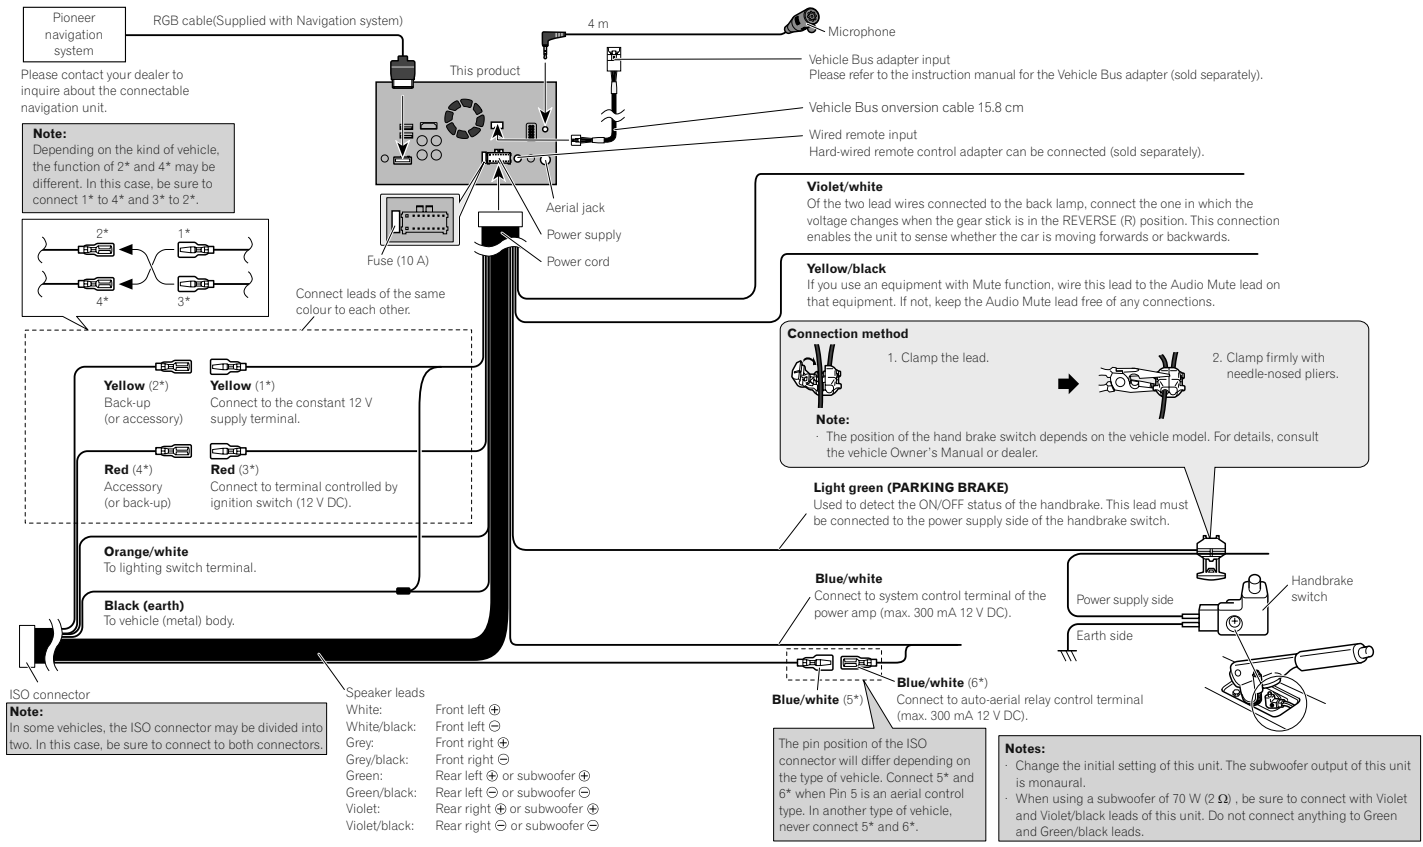 Pioneer
navigation
system
RGB cable(Supplied with Navigation system)
4 m
Microphone
Please contact your dealer to
inquire about the connectable
navigation unit.
This product
Vehicle Bus adapter input
Please refer to the instruction manual for the Vehicle Bus adapter (sold separately).
Vehicle Bus onversion cable 15.8 cm
Wired remote input
Hard-wired remote control adapter can be connected (sold separately).
Note:
Depending on the kind of vehicle,
the function of 2* and 4* may be
different. In this case, be sure to
connect 1* to 4* and 3* to 2*.
2*
1*
4*
3*
Aerial jack
Power supply
Power cord
Fuse (10 A)
Violet/white
Of the two lead wires connected to the back lamp, connect the one in which the
voltage changes when the gear stick is in the REVERSE (R) position. This connection
enables the unit to sense whether the car is moving forwards or backwards.
Yellow/black
If you use an equipment with Mute function, wire this lead to the Audio Mute lead on
that equipment. If not, keep the Audio Mute lead free of any connections.
Connect leads of the same
colour to each other.
Connection method
1. Clamp the lead.
2. Clamp firmly with
needle-nosed pliers.
Note:
· The position of the hand brake switch depends on the vehicle model. For details, consult
the vehicle Owner's Manual or dealer.
Yellow (2*)
Back-up
(or accessory)
Yellow (1*)
Connect to the constant 12 V
supply terminal.
Red (4*)
Accessory
(or back-up)
Red (3*)
Connect to terminal controlled by
ignition switch (12 V DC).
Light green (PARKING BRAKE)
Used to detect the ON/OFF status of the handbrake. This lead must
be connected to the power supply side of the handbrake switch.
Orange/white
To lighting switch terminal.
Black (earth)
To vehicle (metal) body.
Blue/white
Connect to system control terminal of the
power amp (max. 300 mA 12 V DC).
Power supply side
Earth side
Handbrake
switch
ISO connector
Note:
In some vehicles, the ISO connector may be divided into
two. In this case, be sure to connect to both connectors.
Speaker leads
White: Front left ⊕
White/black: Front left ⊖
Grey: Front right ⊕
Grey/black: Front right ⊖
Green: Rear left ⊕ or subwoofer ⊕
Green/black: Rear left ⊖ or subwoofer ⊖
Violet: Rear right ⊕ or subwoofer ⊕
Violet/black: Rear right ⊖ or subwoofer ⊖
Blue/white (5*)
Blue/white (6*)
Connect to auto-aerial relay control terminal
(max. 300 mA 12 V DC).
The pin position of the ISO
connector will differ depending on
the type of vehicle. Connect 5* and
6* when Pin 5 is an aerial control
type. In another type of vehicle,
never connect 5* and 6*.
Notes:
· Change the initial setting of this unit. The subwoofer output of this unit
is monaural.
· When using a subwoofer of 70 W (2 Ω) , be sure to connect with Violet
and Violet/black leads of this unit. Do not connect anything to Green
and Green/black leads.